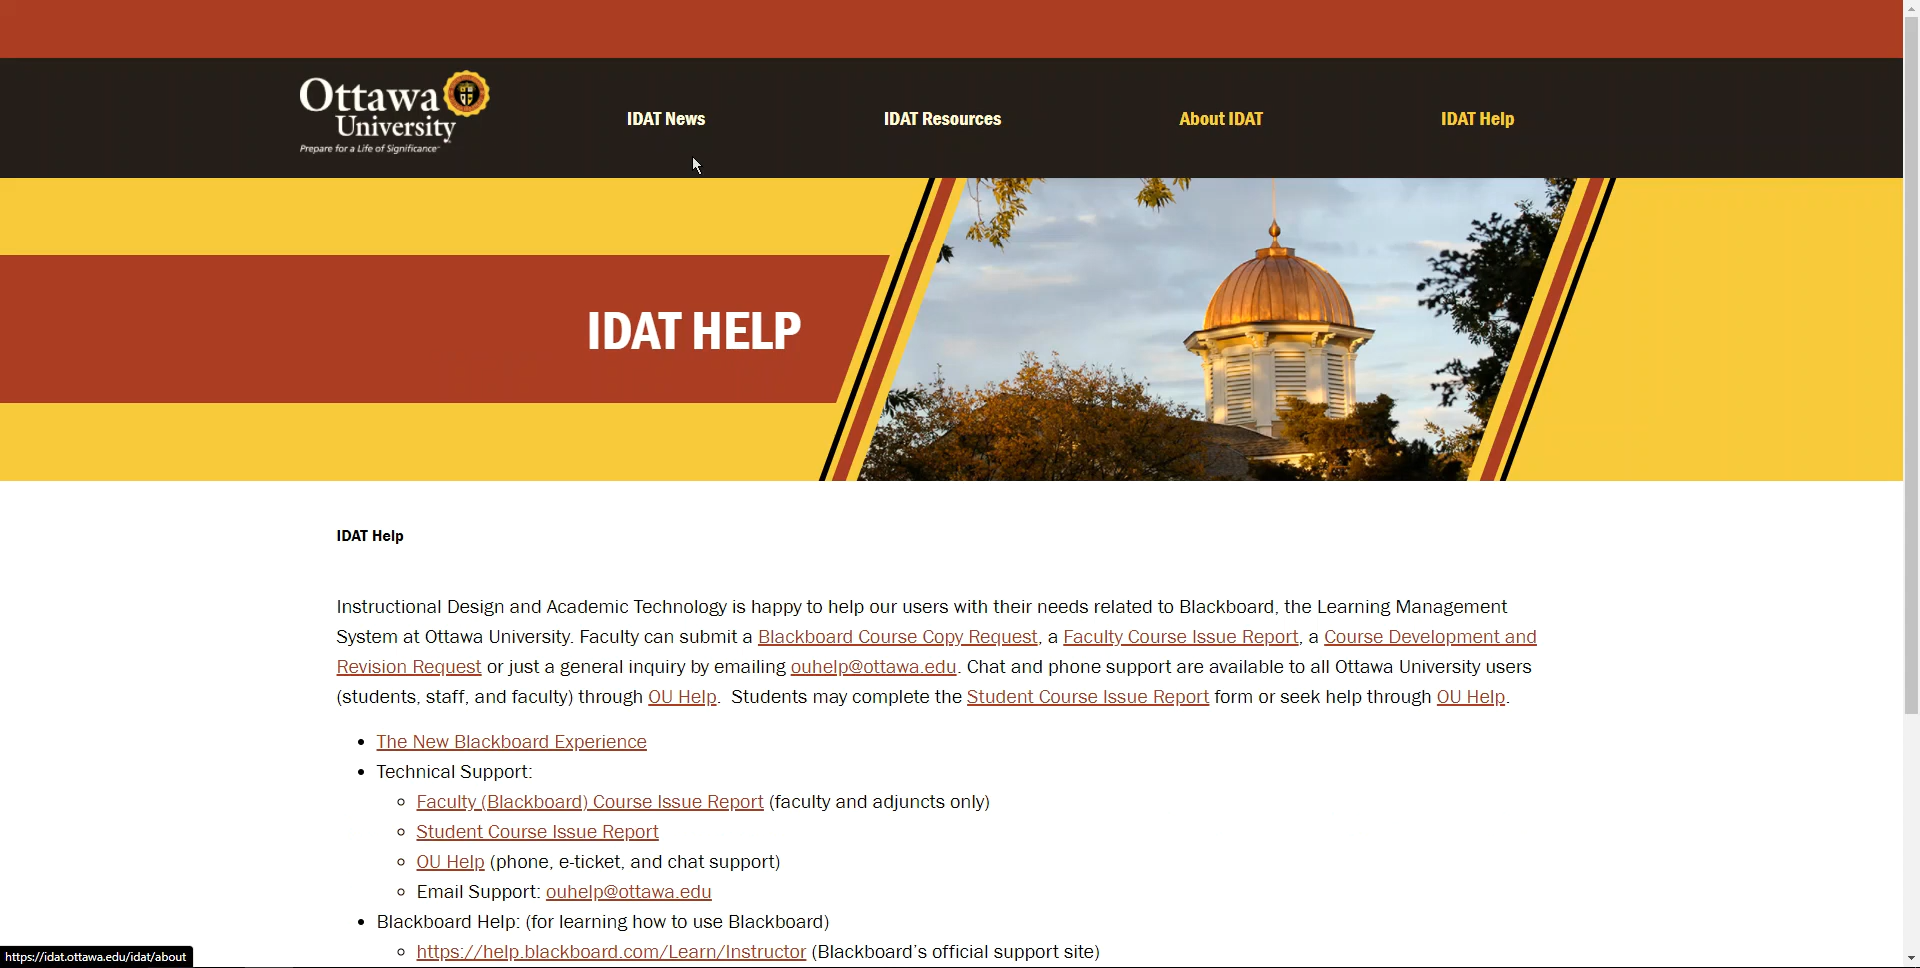 Ottawa
University
Prepare for a Life of Significance™
IDAT News
IDAT Resources
About IDAT
IDAT Help
IDAT HELP
IDAT Help
Instructional Design and Academic Technology is happy to help our users with their needs related to Blackboard, the Learning Management
System at Ottawa University. Faculty can submit a Blackboard Course Copy Request, a Faculty Course Issue Report, a Course Development and
Revision Request or just a general inquiry by emailing ouhelp@ottawa.edu. Chat and phone support are available to all Ottawa University users
(students, staff, and faculty) through OU Help.  Students may complete the Student Course Issue Report form or seek help through OU Help.
• The New Blackboard Experience
• Technical Support:
○ Faculty (Blackboard) Course Issue Report (faculty and adjuncts only)
○ Student Course Issue Report
○ OU Help (phone, e-ticket, and chat support)
○ Email Support: ouhelp@ottawa.edu
• Blackboard Help: (for learning how to use Blackboard)
○ https://help.blackboard.com/Learn/Instructor (Blackboard's official support site)
https://idat.ottawa.edu/idat/about